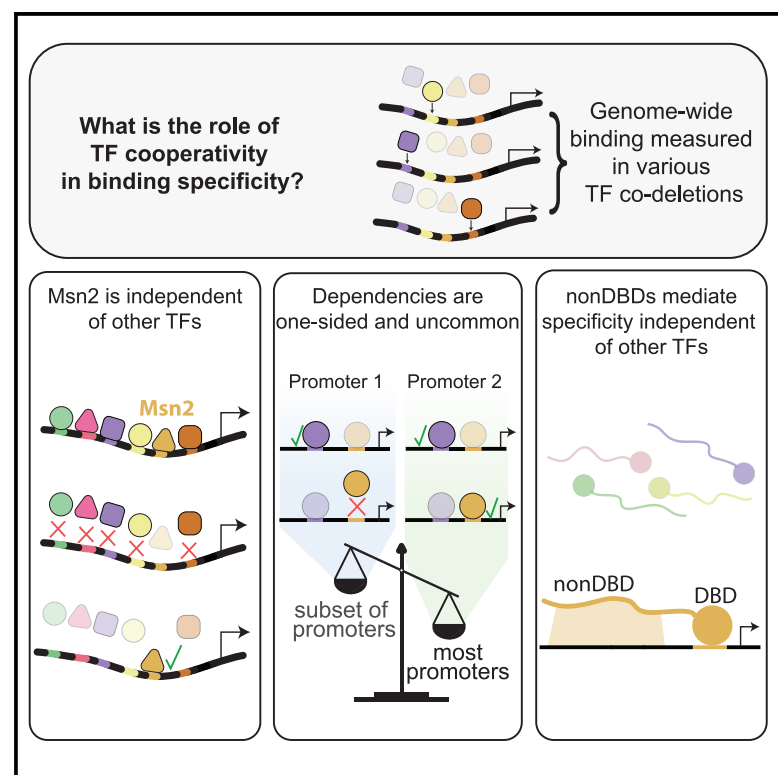 What is the role of
TF cooperativity
in binding specificity?
Genome-wide
binding measured
in various
TF co-deletions
Msn2 is independent
of other TFs
Msn2
Dependencies are
one-sided and uncommon
Promoter 1
Promoter 2
subset of
promoters
most
promoters
nonDBDs mediate
specificity independent
of other TFs
nonDBD
DBD